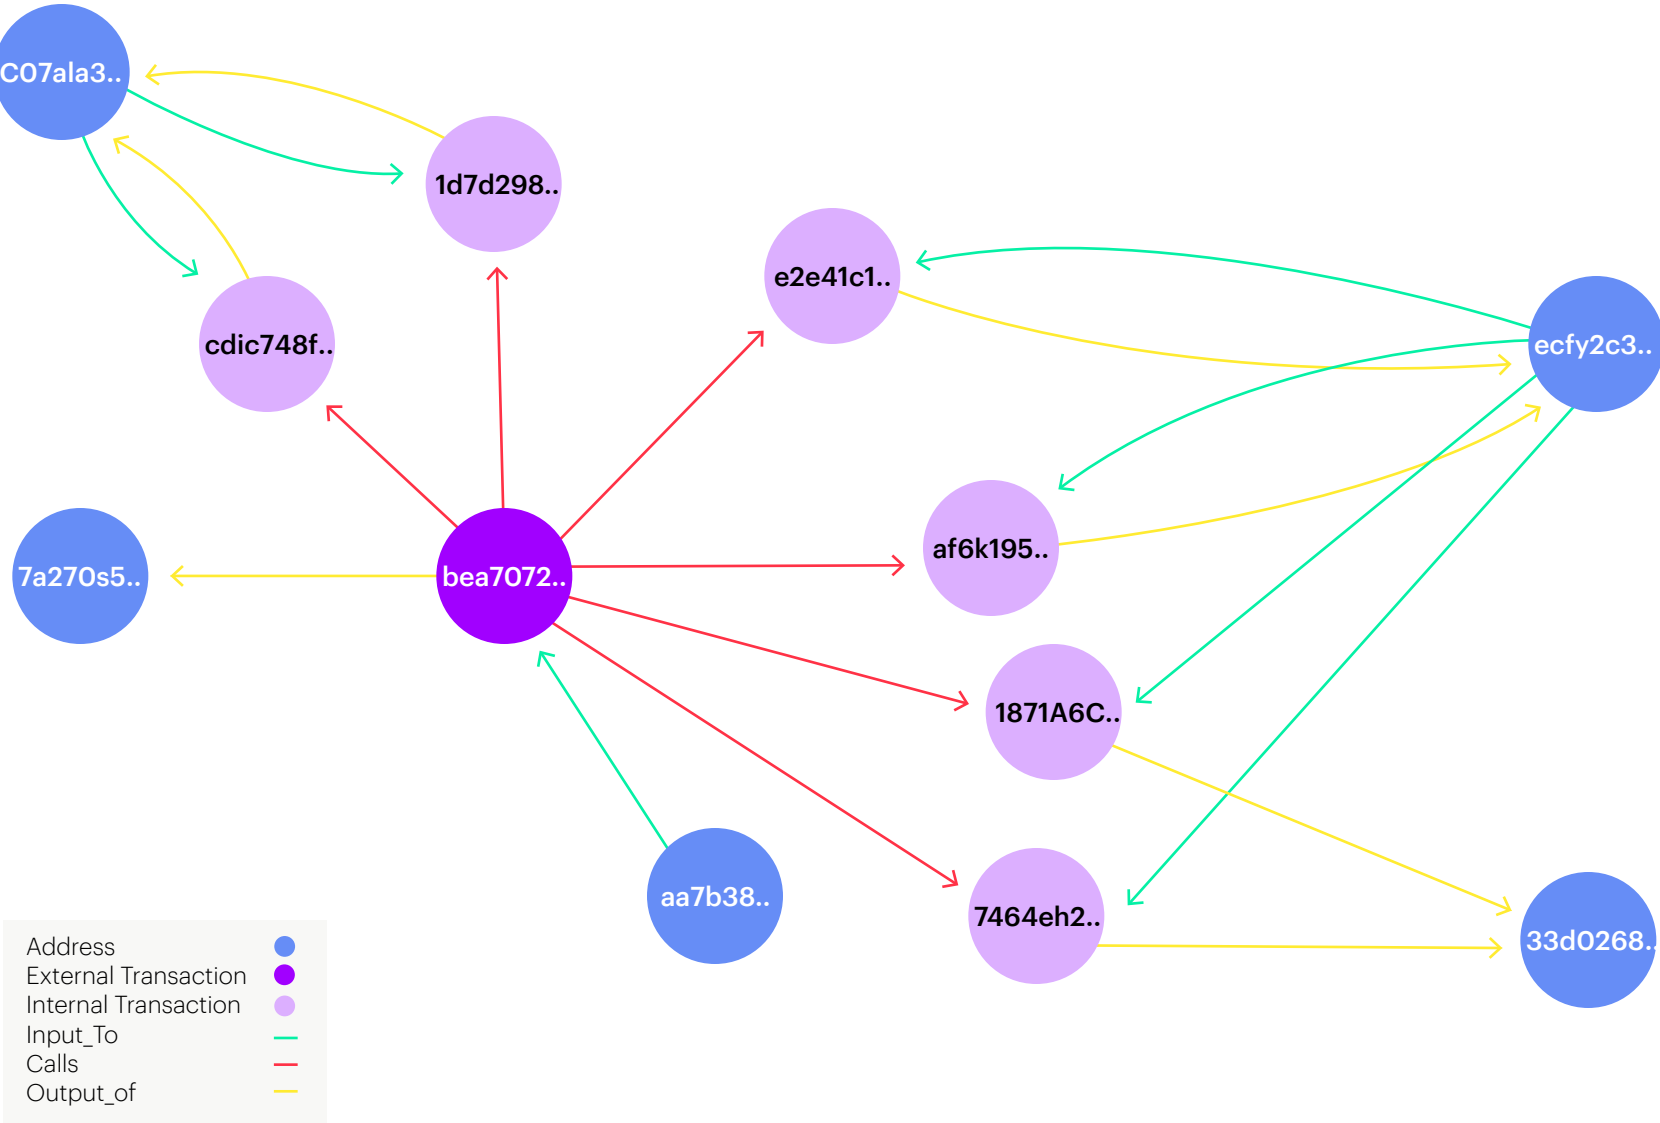 C07ala3..
1d7d298..
e2e41c1..
cdic748f..
ecfy2c3..
af6k195..
7a270s5..
bea7072..
1871A6C..
aa7b38..
7464eh2..
33d0268..
Address
External Transaction
Internal Transaction
Input_To
Calls
Output_of